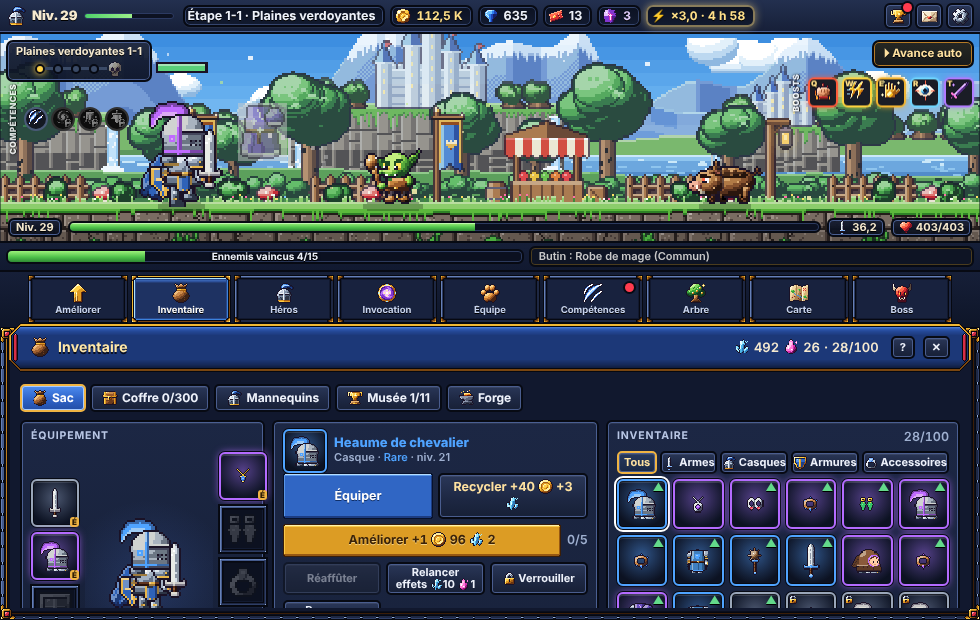 Niv. 29
Étape 1-1 · Plaines verdoyantes
112,5 K
635
13
3
×3,0 · 4 h 58
Plaines verdoyantes 1-1
Avance auto
COMPÉTENCES
BOOSTS
Niv. 29
36,2
403/403
Ennemis vaincus 4/15
Butin : Robe de mage (Commun)
Améliorer
Inventaire
Héros
Invocation
Equipe
Compétences
Arbre
Carte
Boss
Inventaire
492 26 · 28/100
?
×
Sac
Coffre 0/300
Mannequins
Musée 1/11
Forge
ÉQUIPEMENT
E
E
Heaume de chevalier
Casque · Rare · niv. 21
Équiper
Recycler +40 +3
Améliorer +1 96 2
0/5
Réaffûter
Relancer
effets 10 1
Verrouiller
INVENTAIRE
28/100
Tous
Armes
Casques
Armures
Accessoires